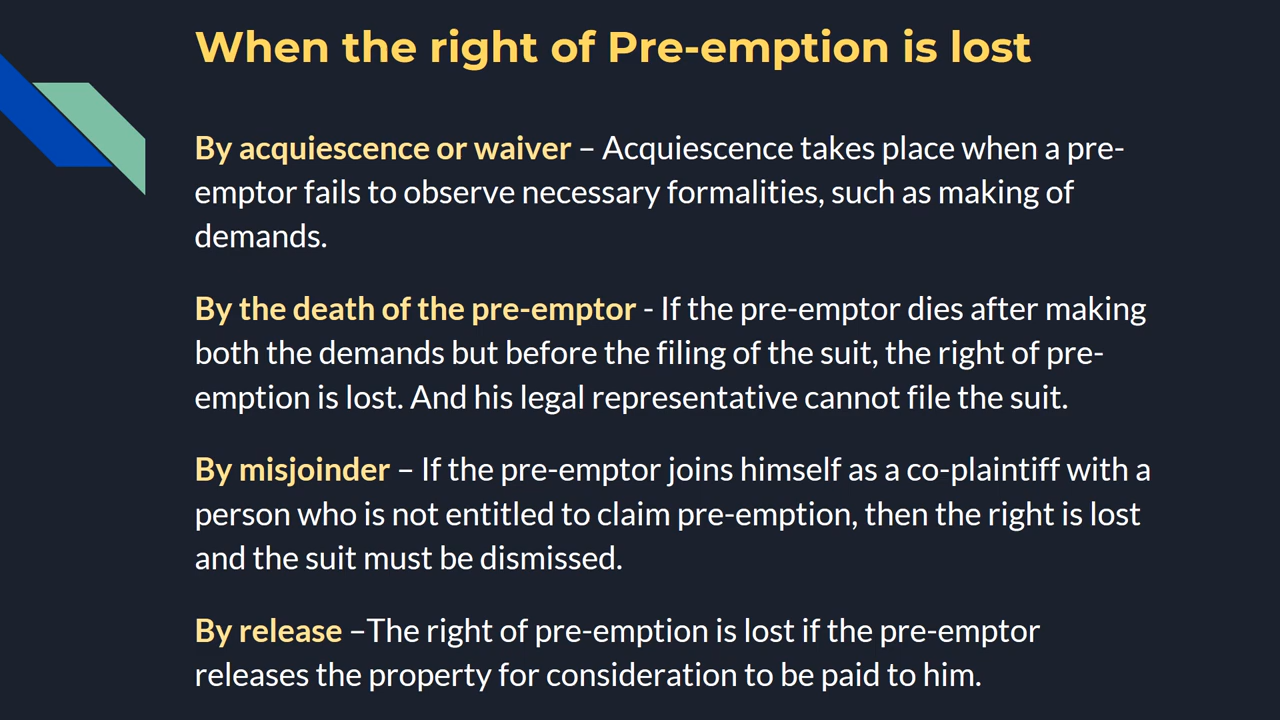 When the right of Pre-emption is lost
By acquiescence or waiver – Acquiescence takes place when a pre-
emptor fails to observe necessary formalities, such as making of
demands.
By the death of the pre-emptor - If the pre-emptor dies after making
both the demands but before the filing of the suit, the right of pre-
emption is lost. And his legal representative cannot file the suit.
By misjoinder – If the pre-emptor joins himself as a co-plaintiff with a
person who is not entitled to claim pre-emption, then the right is lost
and the suit must be dismissed.
By release –The right of pre-emption is lost if the pre-emptor
releases the property for consideration to be paid to him.